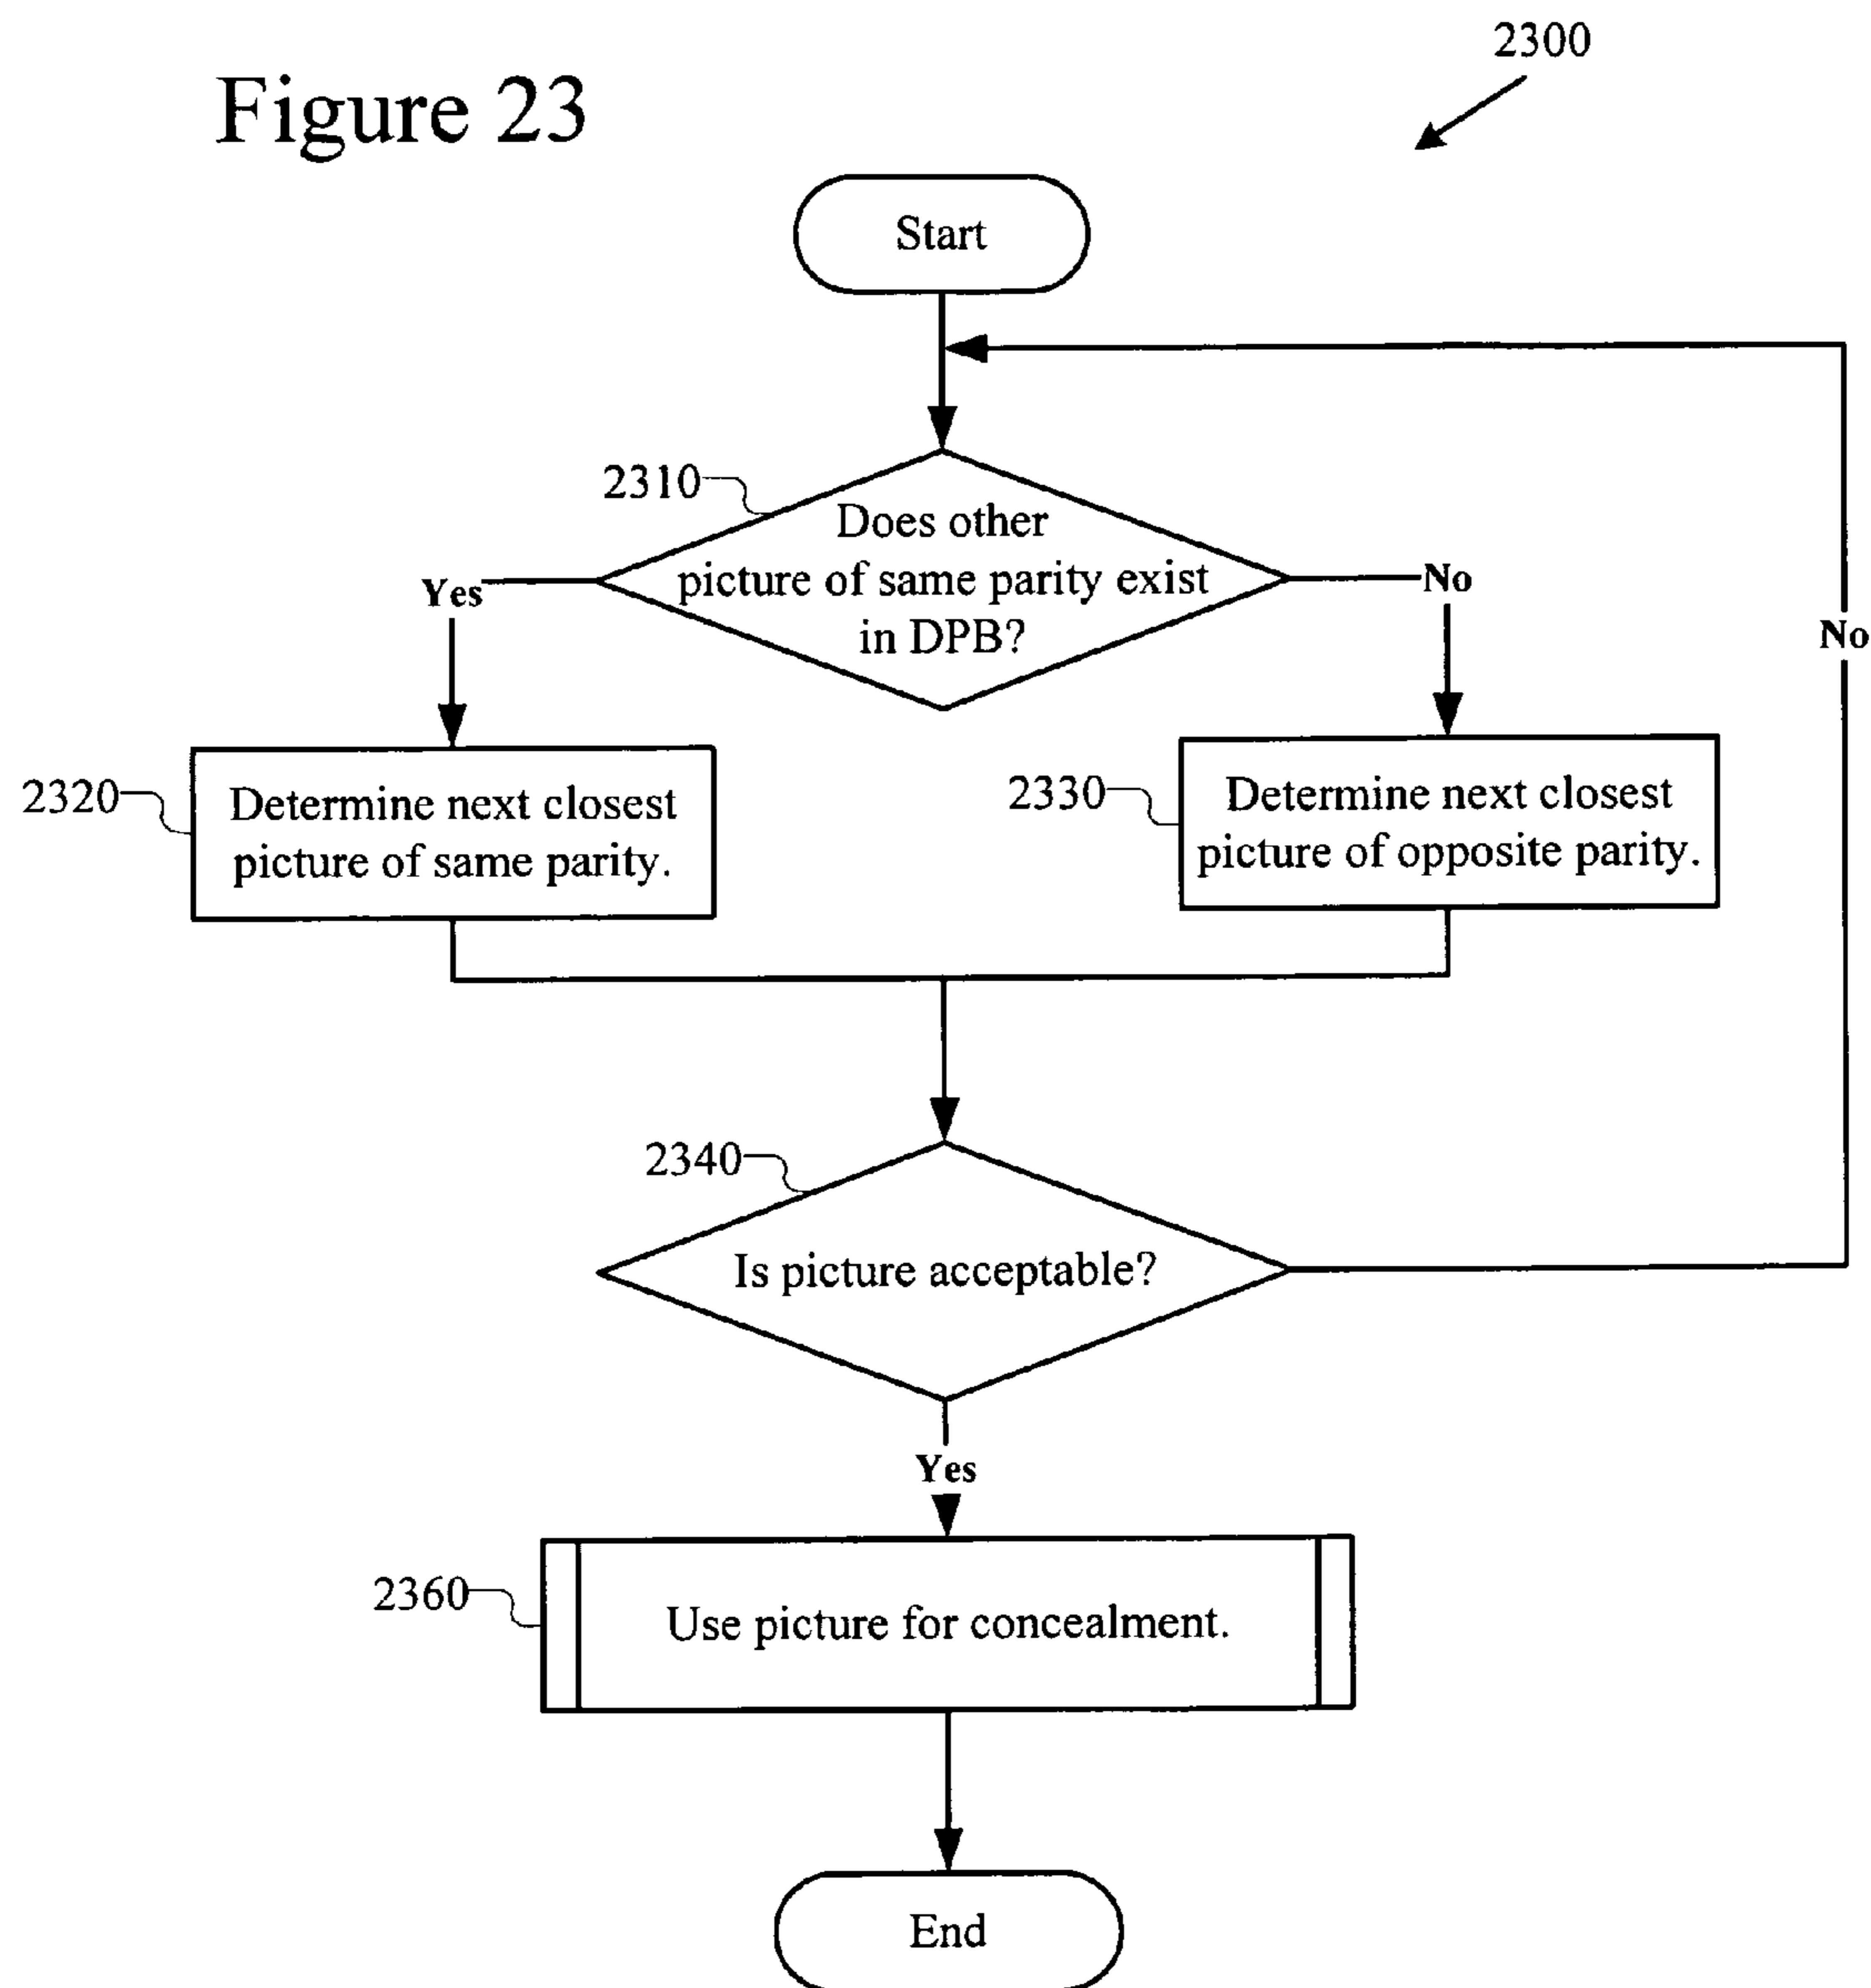 2300
Figure 23
Start
2310
Does other
picture of same parity exist
in DPB?
Yes
No
No
2320
Determine next closest
picture of same parity.
2330
Determine next closest
picture of opposite parity.
2340
Is picture acceptable?
Yes
2360
Use picture for concealment.
End